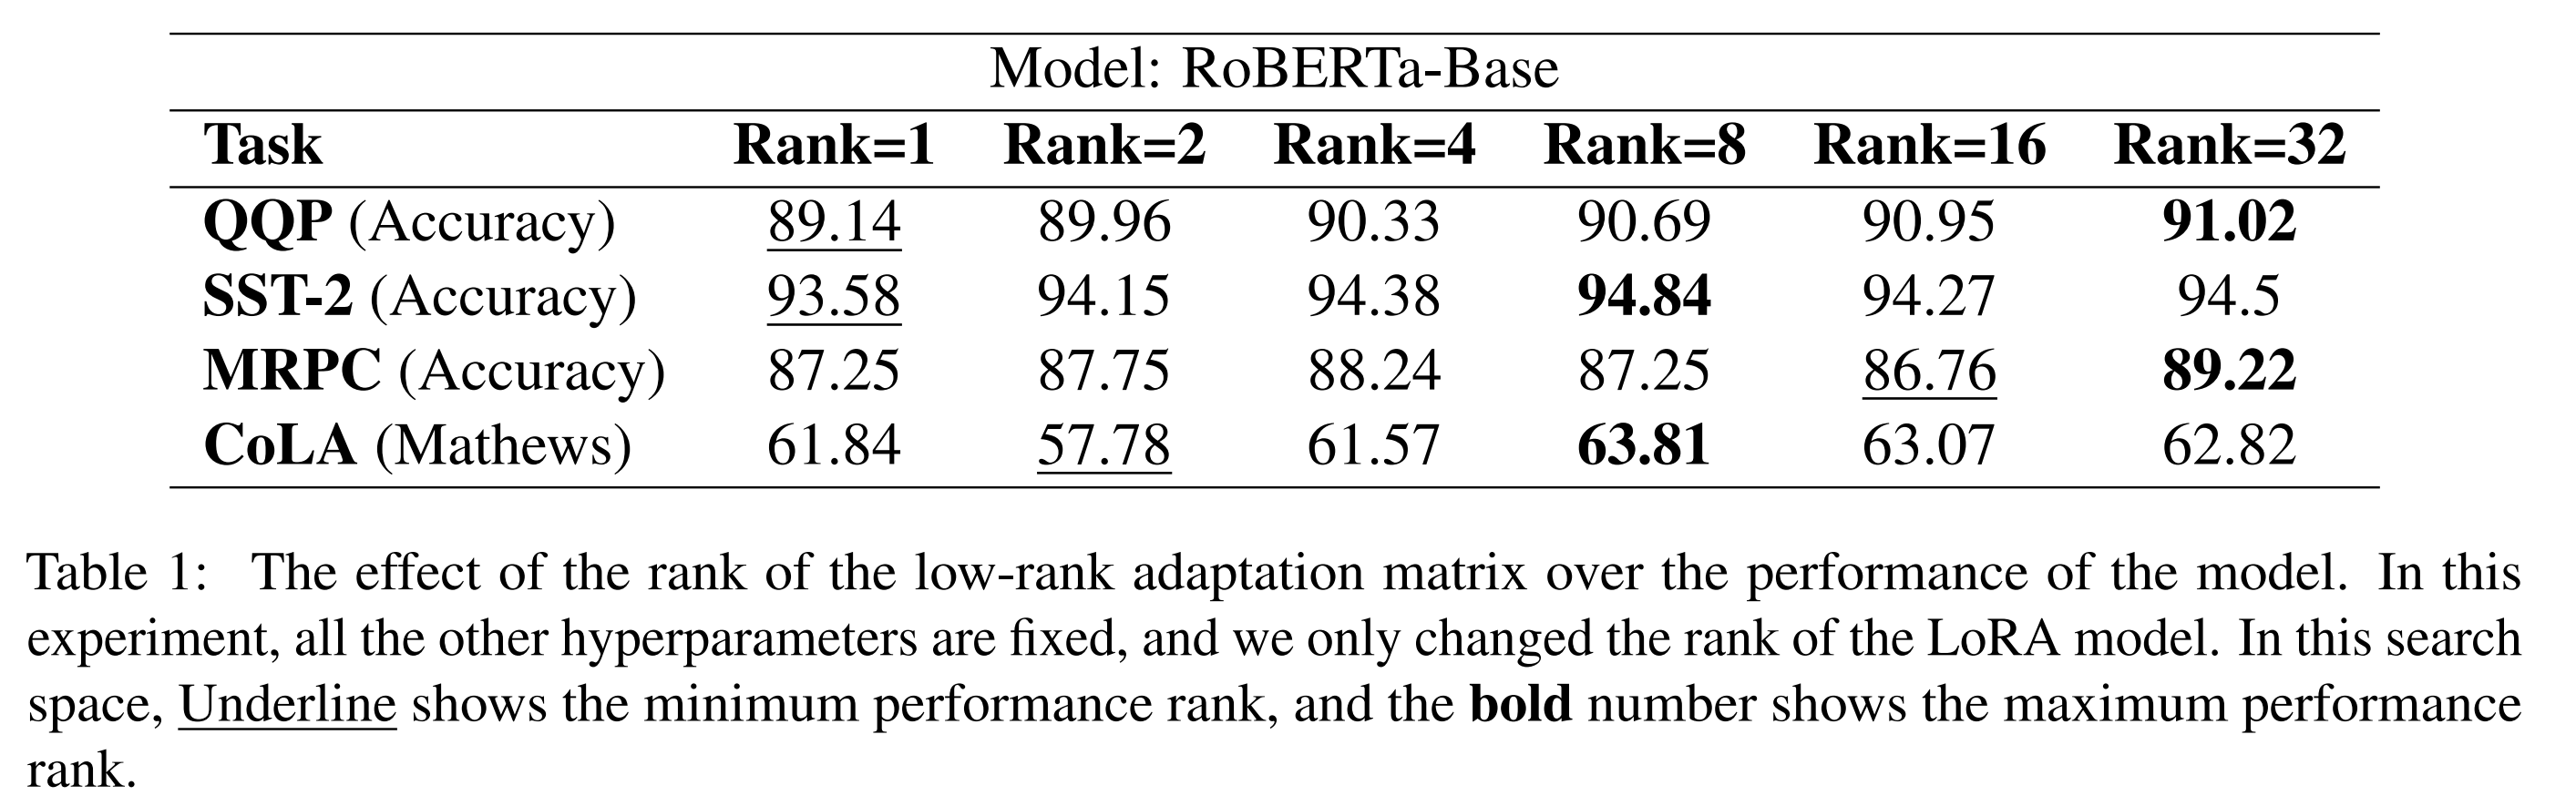 Model: RoBERTa-Base
Task Rank=1 Rank=2 Rank=4 Rank=8 Rank=16 Rank=32
QQP (Accuracy) 89.14 89.96 90.33 90.69 90.95 91.02
SST-2 (Accuracy) 93.58 94.15 94.38 94.84 94.27 94.5
MRPC (Accuracy) 87.25 87.75 88.24 87.25 86.76 89.22
CoLA (Mathews) 61.84 57.78 61.57 63.81 63.07 62.82
Table 1: The effect of the rank of the low-rank adaptation matrix over the performance of the model. In this
experiment, all the other hyperparameters are fixed, and we only changed the rank of the LoRA model. In this search
space, Underline shows the minimum performance rank, and the bold number shows the maximum performance
rank.